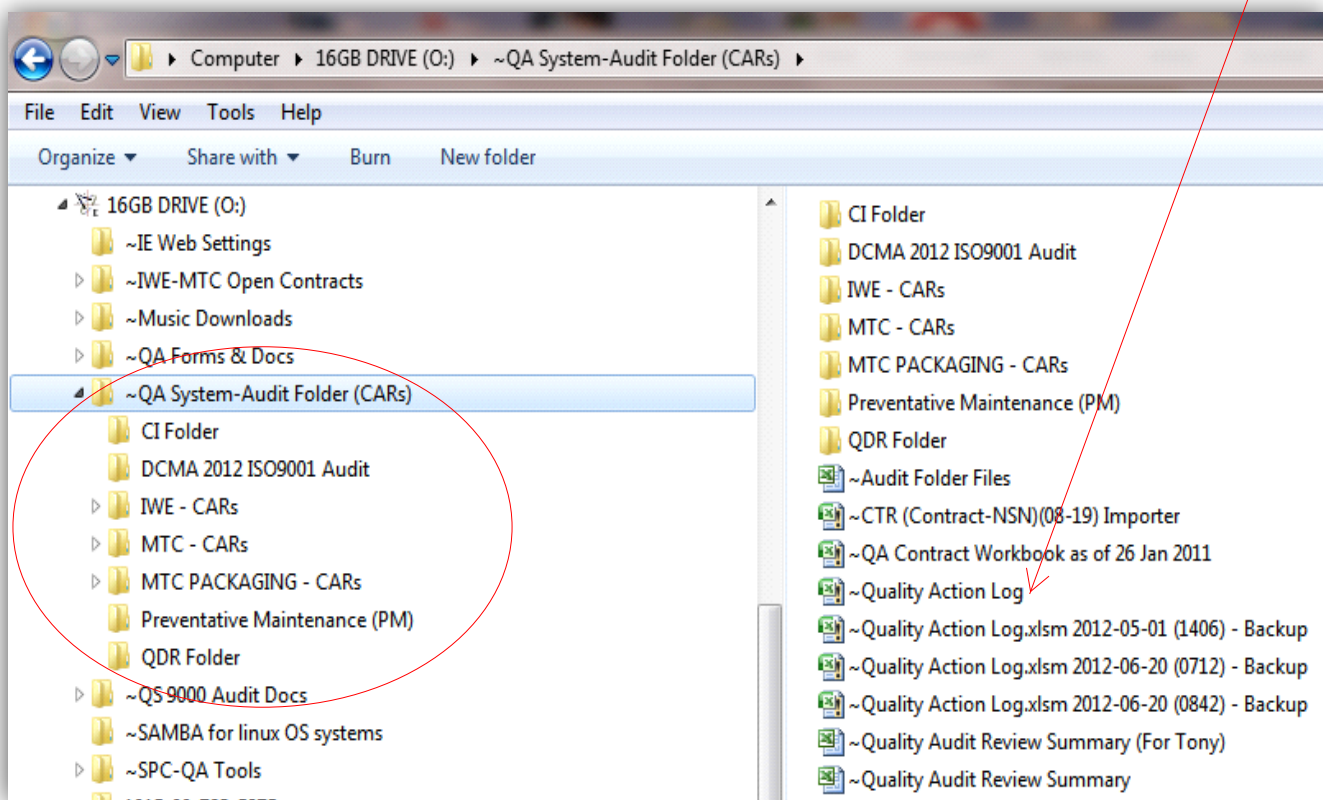 Computer 16GB DRIVE (O:) ~QA System-Audit Folder (CARs)
File Edit View Tools Help
Organize Share with Burn New folder
16GB DRIVE (O:)
~IE Web Settings
~IWE-MTC Open Contracts
~Music Downloads
~QA Forms & Docs
~QA System-Audit Folder (CARs)
CI Folder
DCMA 2012 ISO9001 Audit
IWE - CARs
MTC - CARs
MTC PACKAGING - CARs
Preventative Maintenance (PM)
QDR Folder
~QS 9000 Audit Docs
~SAMBA for linux OS systems
~SPC-QA Tools
CI Folder
DCMA 2012 ISO9001 Audit
IWE - CARs
MTC - CARs
MTC PACKAGING - CARs
Preventative Maintenance (PM)
QDR Folder
~Audit Folder Files
~CTR (Contract-NSN)(08-19) Importer
~QA Contract Workbook as of 26 Jan 2011
~Quality Action Log
~Quality Action Log.xlsm 2012-05-01 (1406) - Backup
~Quality Action Log.xlsm 2012-06-20 (0712) - Backup
~Quality Action Log.xlsm 2012-06-20 (0842) - Backup
~Quality Audit Review Summary (For Tony)
~Quality Audit Review Summary